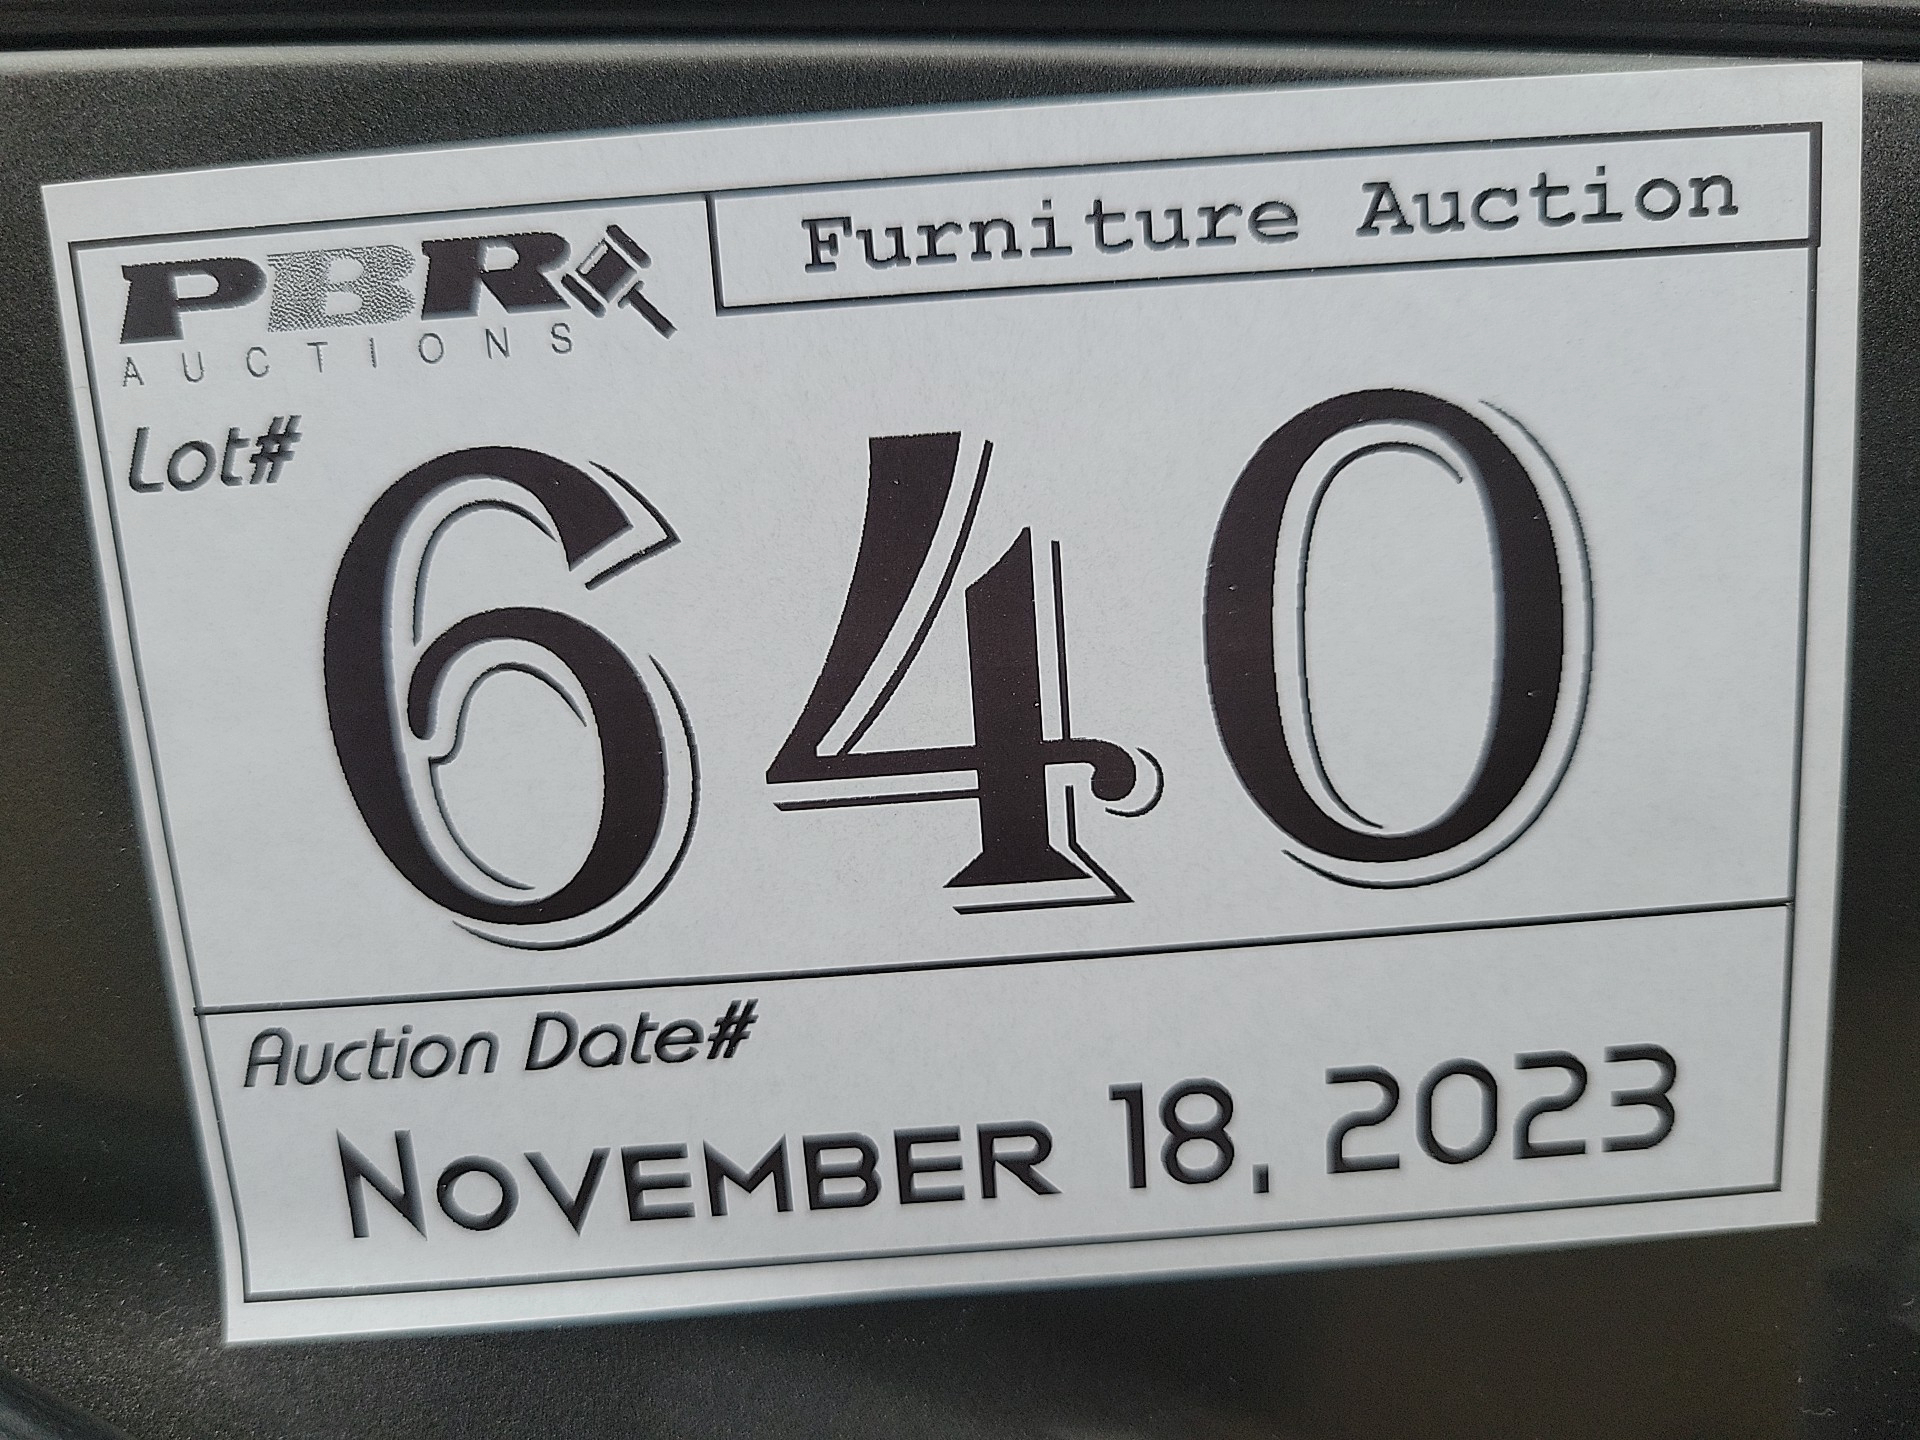 PBR
AUCTIONS
Furniture Auction
Lot#
640
Auction Date#
NOVEMBER 18, 2023